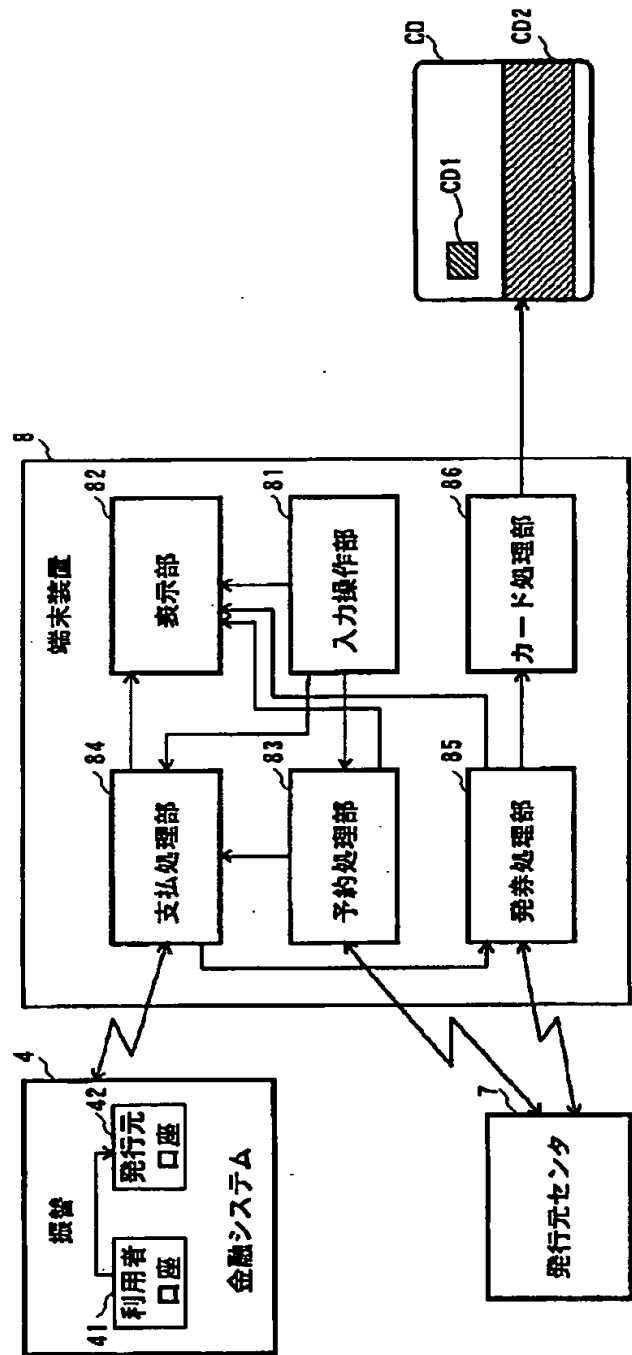 4
振替
41
利用者
口座
42
発行元
口座
金融システム
7
発行元センタ
8
端末装置
84
支払処理部
82
表示部
83
予約処理部
81
入力操作部
85
発券処理部
86
カード処理部
CD
CD1
CD2